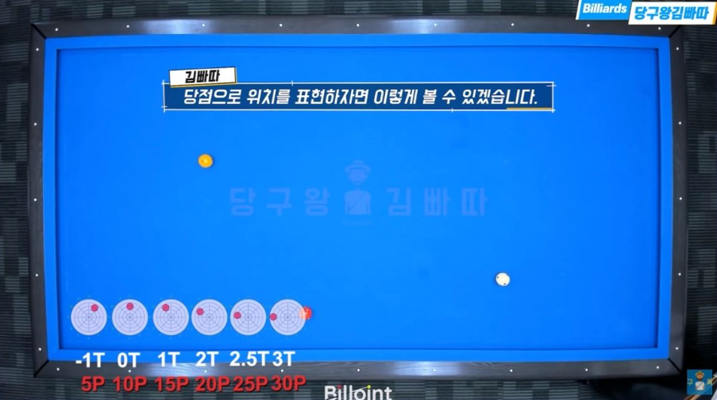 Billiards 당구왕김빠따
김빠따
당점으로 위치를 표현하자면 이렇게 볼 수 있겠습니다.
당구왕 김빠따
-1T 0T 1T 2T 2.5T 3T
5P 10P 15P 20P 25P 30P
Billoint